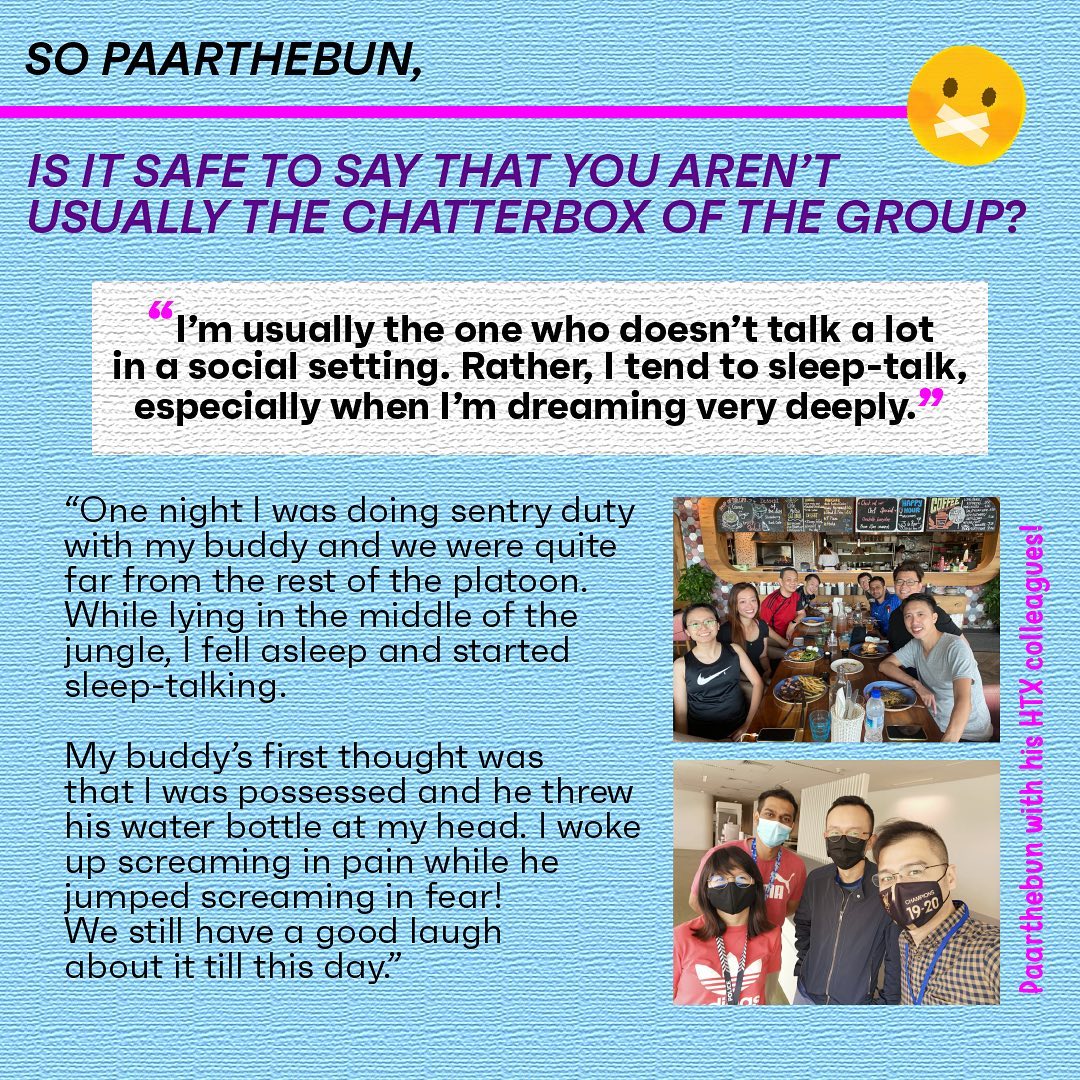 SO PAARTHEBUN,
IS IT SAFE TO SAY THAT YOU AREN’T
USUALLY THE CHATTERBOX OF THE GROUP?
“I’m usually the one who doesn’t talk a lot
in a social setting. Rather, I tend to sleep-talk,
especially when I’m dreaming very deeply.”
“One night I was doing sentry duty
with my buddy and we were quite
far from the rest of the platoon.
While lying in the middle of the
jungle, I fell asleep and started
sleep-talking.
My buddy’s first thought was
that I was possessed and he threw
his water bottle at my head. I woke
up screaming in pain while he
jumped screaming in fear!
We still have a good laugh
about it till this day.”
HAPPY
HOUR
COFFEE
CHAMPIONS
19-20
Paarthebun with his HTX colleagues!